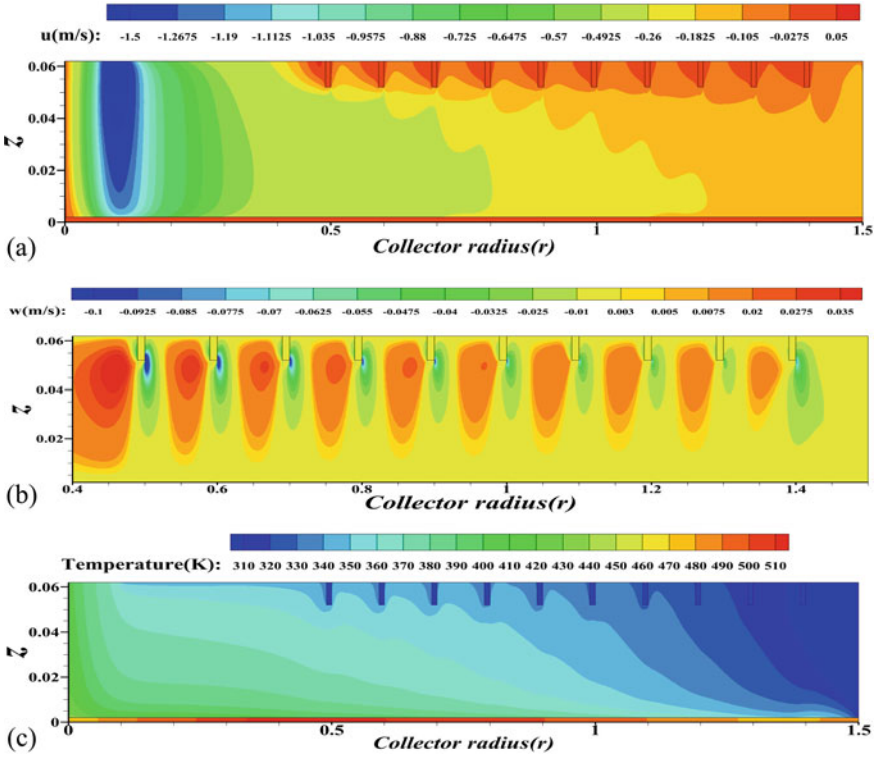 u(m/s): -1.5 -1.2675 -1.19 -1.1125 -1.035 -0.9575 -0.88 -0.725 -0.6475 -0.57 -0.4925 -0.26 -0.1825 -0.105 -0.0275 0.05
0.06
0.04
z
0.02
0
0 0.5 1 1.5
(a) Collector radius(r)
w(m/s): -0.1 -0.0925 -0.085 -0.0775 -0.07 -0.0625 -0.055 -0.0475 -0.04 -0.0325 -0.025 -0.01 0.003 0.005 0.0075 0.02 0.035
0.06
0.04
z
0.02
0.4 0.6 0.8 1 1.2 1.4
(b) Collector radius(r)
Temperature(K): 310 320 330 340 350 360 370 380 390 400 420 430 440 450 460 470 480 490 500 510
0.06
0.04
z
0.02
0
0 0.5 1 1.5
(c) Collector radius(r)